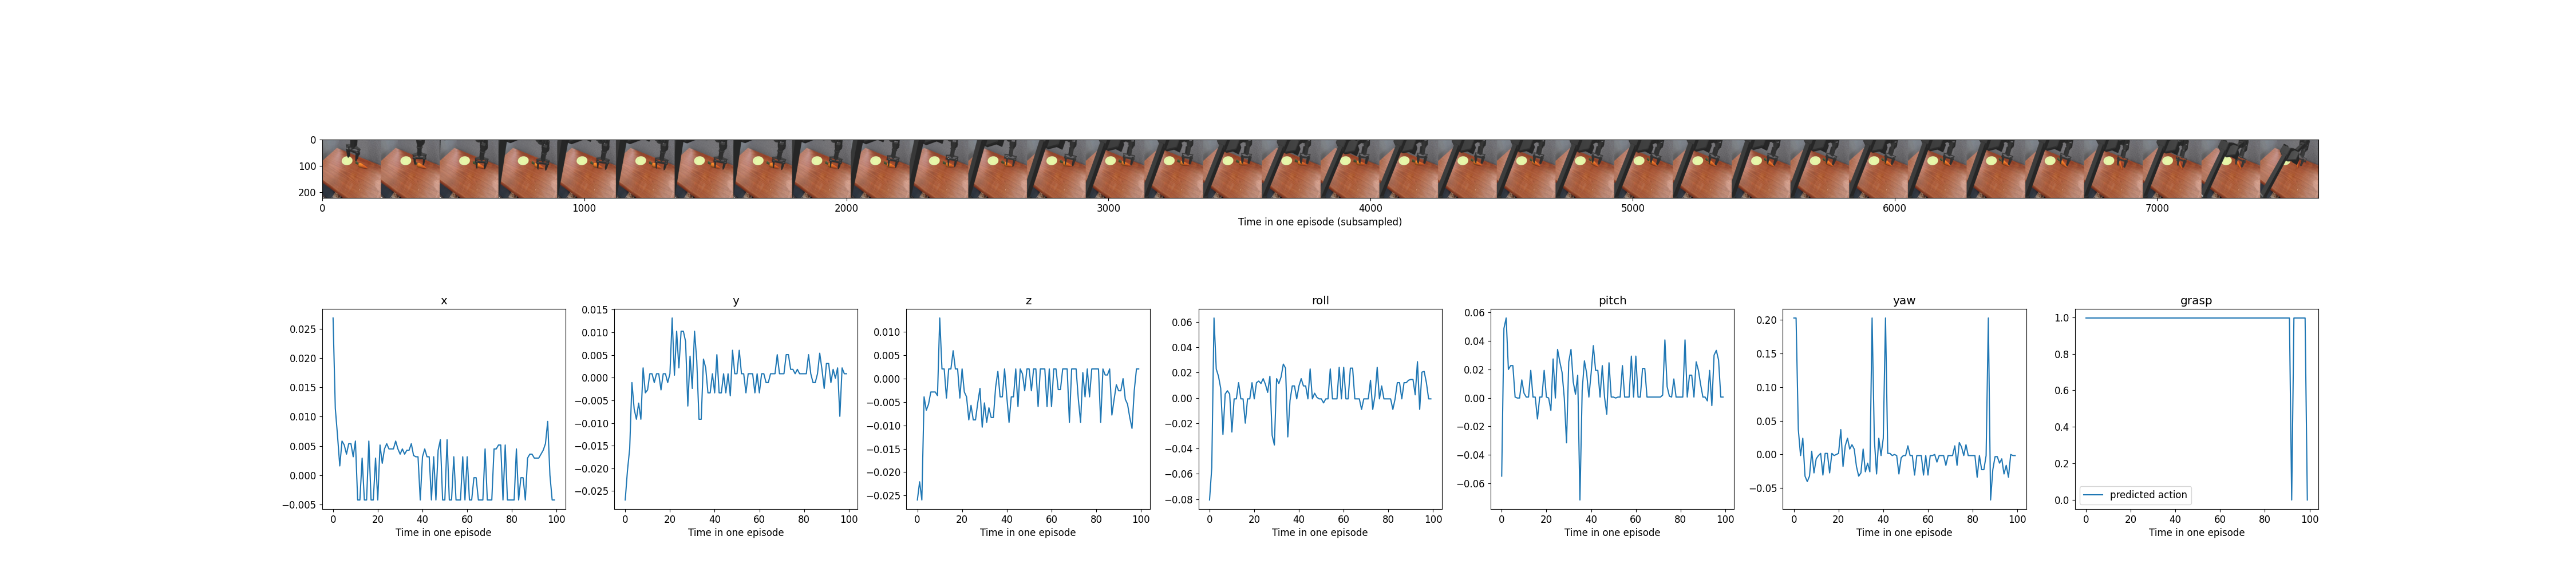 0
100
200
0 1000 2000 3000 4000 5000 6000 7000
Time in one episode (subsampled)
x
0.025
0.020
0.015
0.010
0.005
0.000
−0.005
0 20 40 60 80 100
Time in one episode
y
0.015
0.010
0.005
0.000
−0.005
−0.010
−0.015
−0.020
−0.025
0 20 40 60 80 100
Time in one episode
z
0.010
0.005
0.000
−0.005
−0.010
−0.015
−0.020
−0.025
0 20 40 60 80 100
Time in one episode
roll
0.06
0.04
0.02
0.00
−0.02
−0.04
−0.06
−0.08
0 20 40 60 80 100
Time in one episode
pitch
0.06
0.04
0.02
0.00
−0.02
−0.04
−0.06
0 20 40 60 80 100
Time in one episode
yaw
0.20
0.15
0.10
0.05
0.00
−0.05
0 20 40 60 80 100
Time in one episode
grasp
1.0
0.8
0.6
0.4
0.2
0.0
predicted action
0 20 40 60 80 100
Time in one episode